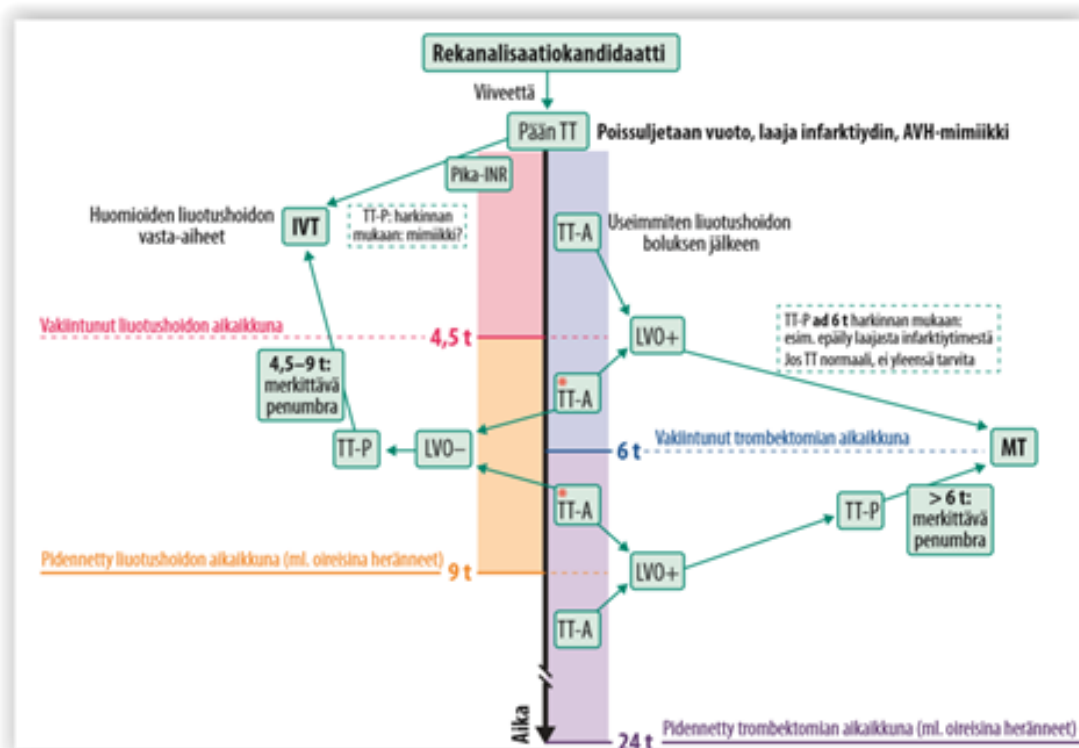 Rekanalisaatiokandidaatti
Viiveettä
Pään TT
Poissuljetaan vuoto, laaja infarktiydin, AVH-mimiikki
Pika-INR
Huomioiden liuotushoidon
vasta-aiheet
IVT
TT-P: harkinnan
mukaan: mimiikki?
TT-A
Useimmiten liuotushoidon
boluksen jälkeen
Vakiintunut liuotushoidon aikaikkuna
4,5 t
LVO+
TT-P ad 6 t harkinnan mukaan:
esim. epäily laajasta infarktiytimestä
Jos TT normaali, ei yleensä tarvita
4,5–9 t:
merkittävä
penumbra
TT-A
TT-P
LVO–
6 t
Vakiintunut trombektomian aikaikkuna
MT
TT-A
TT-P
> 6 t:
merkittävä
penumbra
Pidennetty liuotushoidon aikaikkuna (ml. oireisina heränneet)
9 t
LVO+
TT-A
Aika
24 t
Pidennetty trombektomian aikaikkuna (ml. oireisina heränneet)